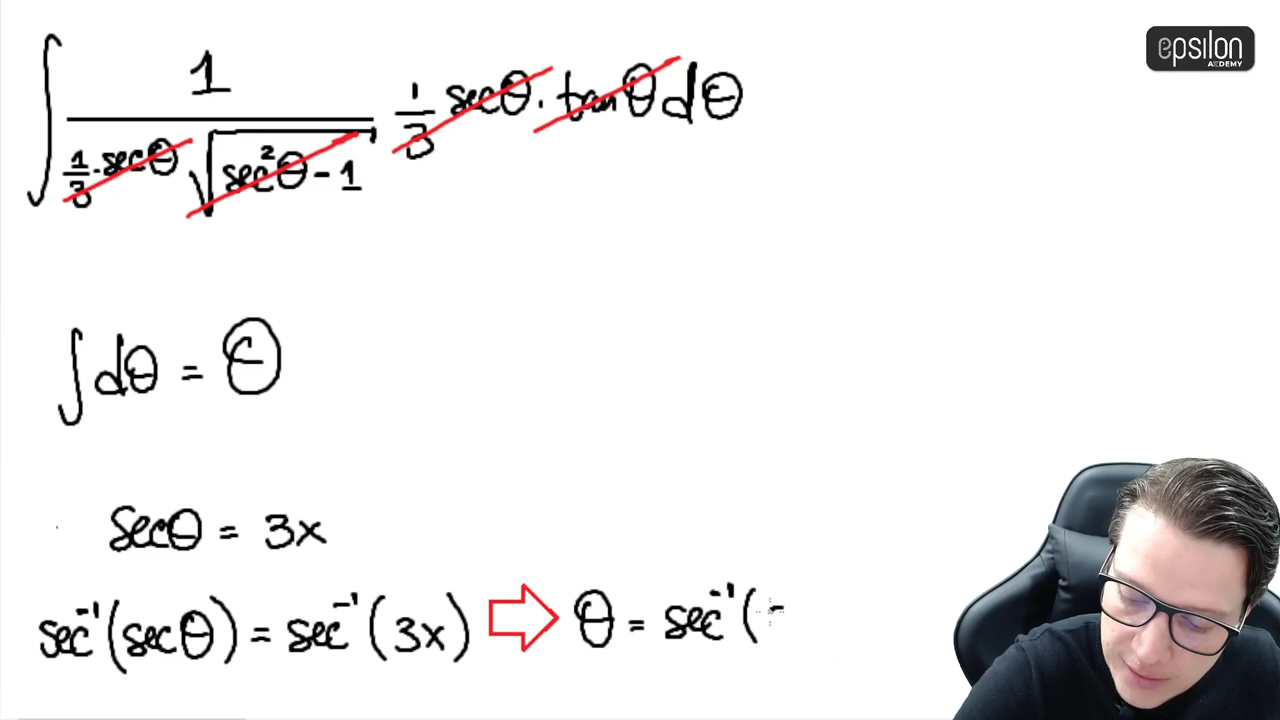 epsilon
AXDEMY
∫ 1 / (1/3 · secθ √(sec²θ - 1)) 1/3 secθ · tanθ dθ
∫ dθ = θ
secθ = 3x
sec⁻¹(secθ) = sec⁻¹(3x) ⇨ θ = sec⁻¹(